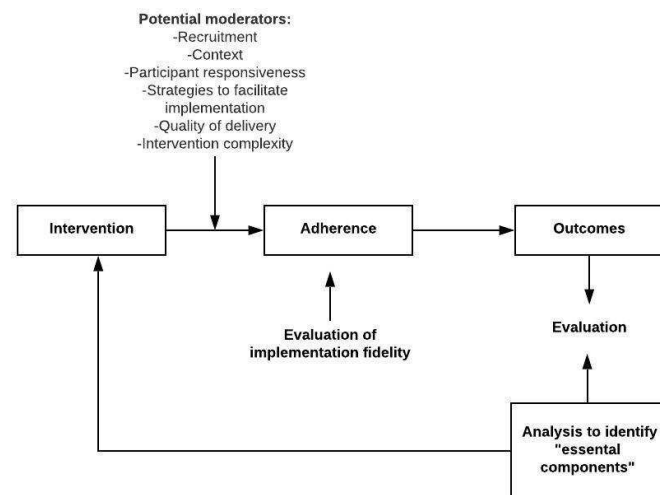 Potential moderators:
-Recruitment
-Context
-Participant responsiveness
-Strategies to facilitate
implementation
-Quality of delivery
-Intervention complexity
Intervention
Adherence
Outcomes
Evaluation of
implementation fidelity
Evaluation
Analysis to identify
"essental
components"